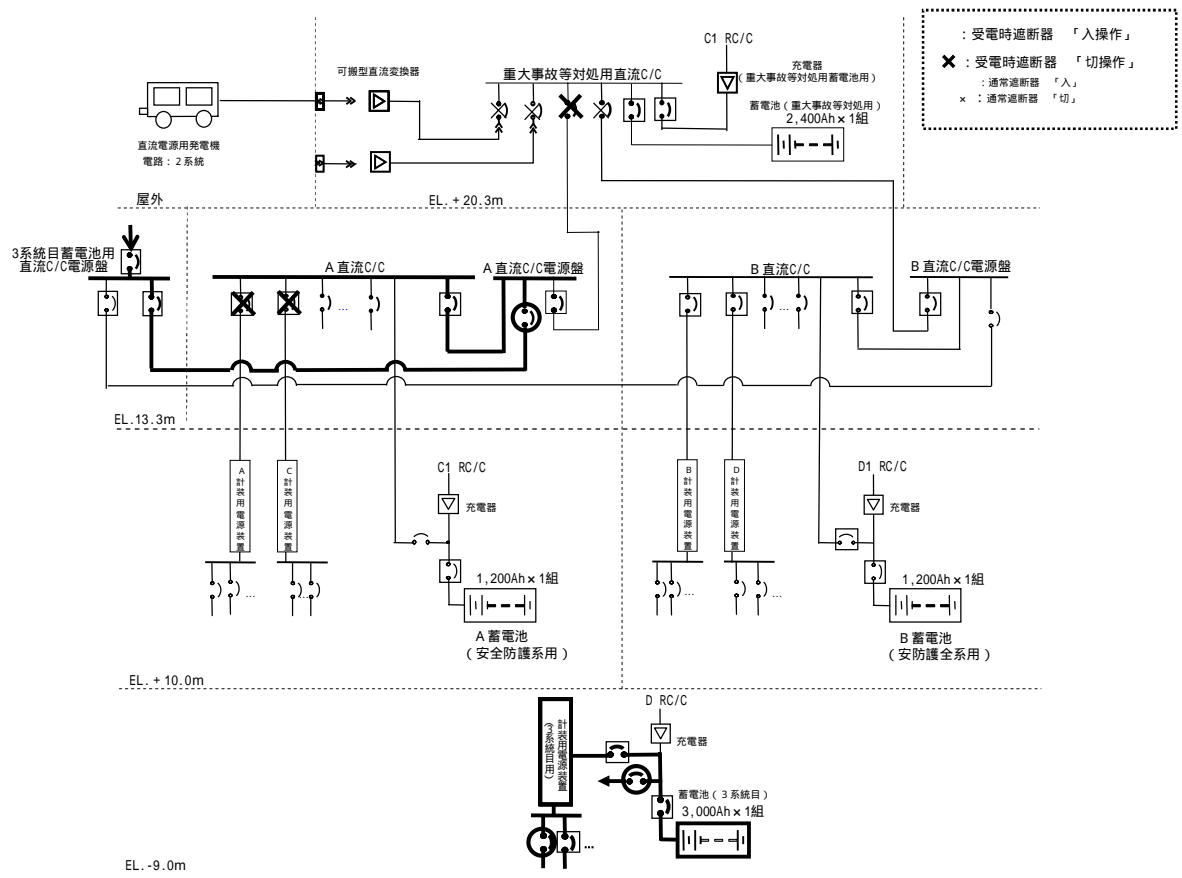 ：受電時遮断器　「入操作」
✖：受電時遮断器　「切操作」
：通常遮断器　「入」
×：通常遮断器　「切」
C1 RC/C
充電器
（重大事故等対処用蓄電池用）
可搬型直流変換器
重大事故等対処用直流C/C
蓄電池（重大事故等対処用）
2,400Ah×1組
直流電源用発電機
電路：2系統
屋外
EL.+20.3m
3系統目蓄電池用
直流C/C電源盤
A直流C/C
A直流C/C電源盤
B直流C/C
B直流C/C電源盤
...
...
EL.13.3m
C1 RC/C
D1 RC/C
A計装用電源装置
C計装用電源装置
充電器
B計装用電源装置
D計装用電源装置
充電器
1,200Ah×1組
1,200Ah×1組
...
...
...
...
A蓄電池
（安全防護系用）
B蓄電池
（安防護全系用）
EL.+10.0m
D RC/C
計装用電源装置
（3系統目用）
充電器
蓄電池（3系統目）
3,000Ah×1組
...
EL.-9.0m